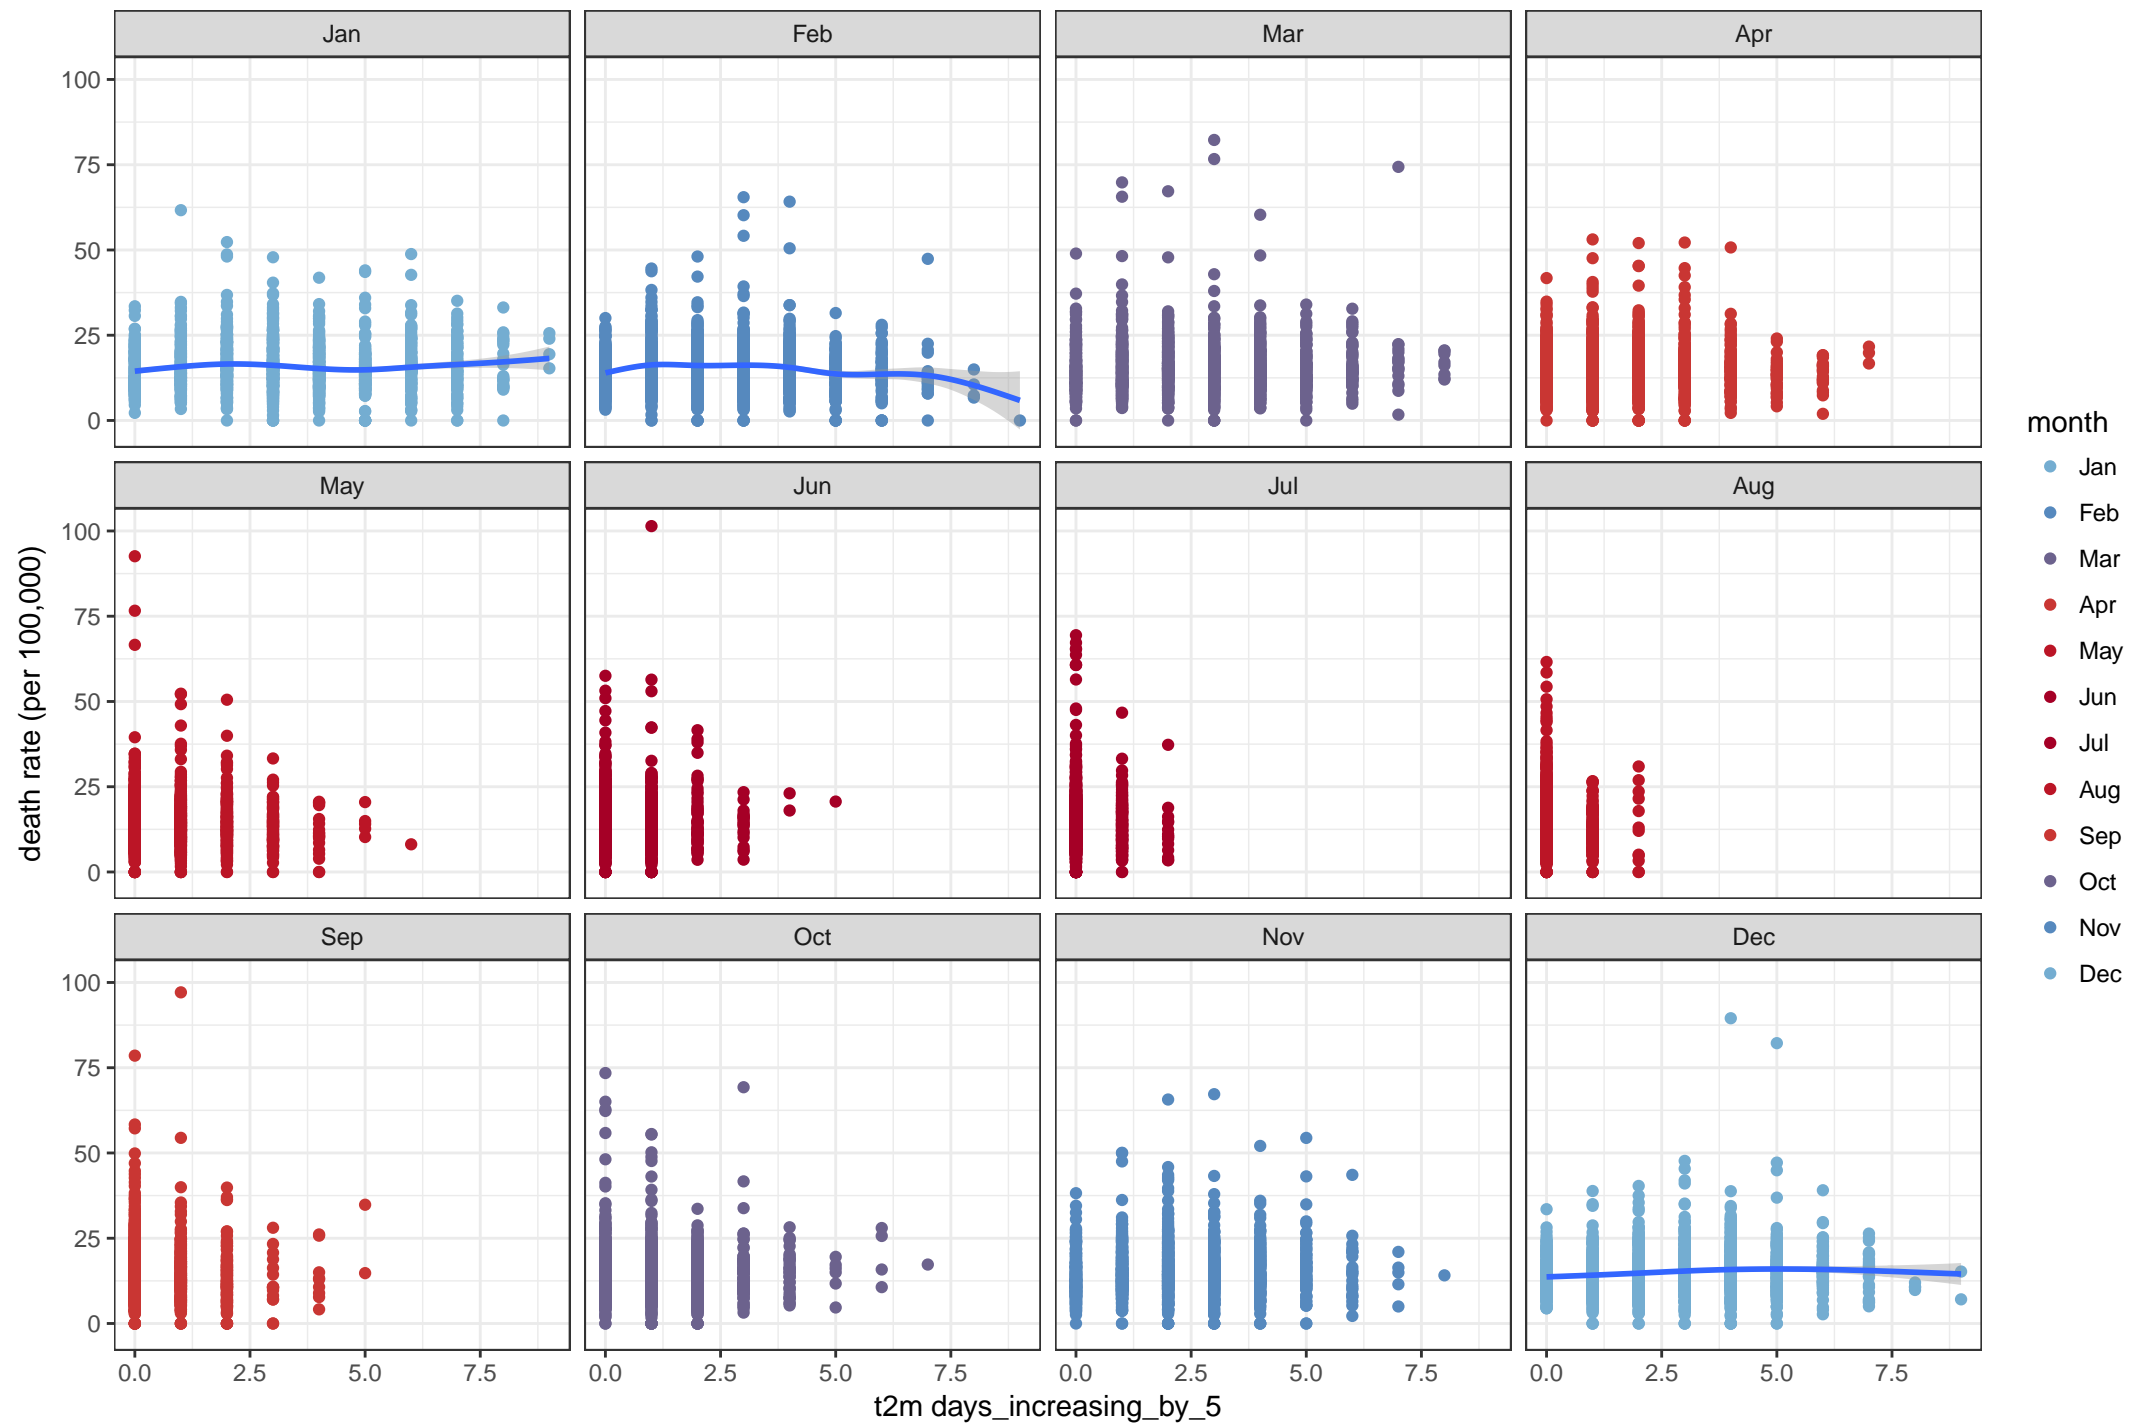 Jan
Feb
Mar
Apr
100
75
50
25
0
May
Jun
Jul
Aug
100
75
50
25
0
Sep
Oct
Nov
Dec
100
75
50
25
0
0.0 2.5 5.0 7.5
0.0 2.5 5.0 7.5
0.0 2.5 5.0 7.5
0.0 2.5 5.0 7.5
t2m days_increasing_by_5
death rate (per 100,000)
month
Jan
Feb
Mar
Apr
May
Jun
Jul
Aug
Sep
Oct
Nov
Dec